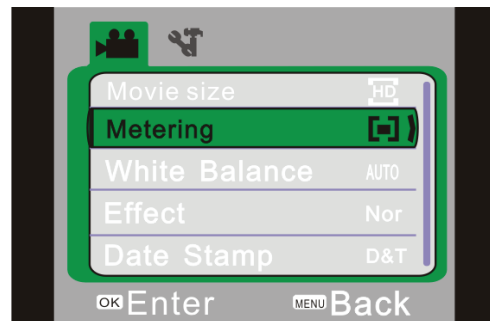 Movie size HD
Metering
White Balance AUTO
Effect Nor
Date Stamp D&T
OK Enter MENU Back